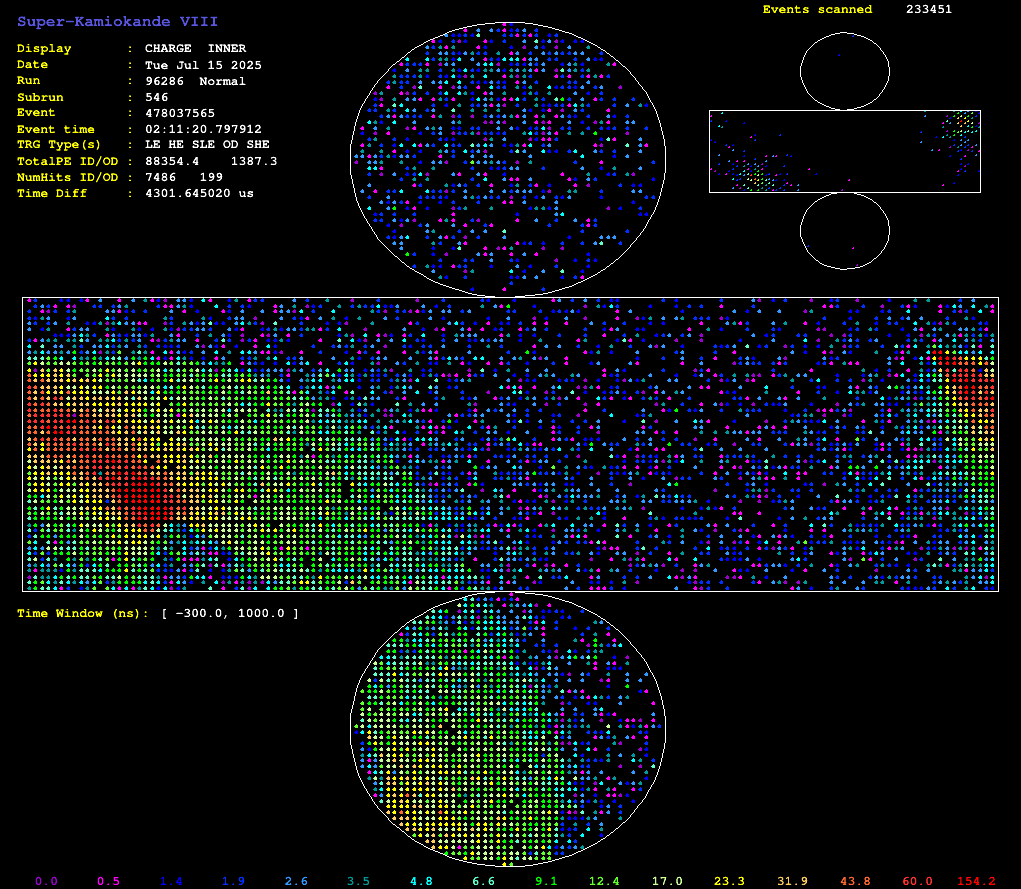 Super-Kamiokande VIII
Events scanned 233451
Display : CHARGE INNER
Date : Tue Jul 15 2025
Run : 96286 Normal
Subrun : 546
Event : 478037565
Event time : 02:11:20.797912
TRG Type(s) : LE HE SLE OD SHE
TotalPE ID/OD : 88354.4 1387.3
NumHits ID/OD : 7486 199
Time Diff : 4301.645020 us
Time Window (ns): [ -300.0, 1000.0 ]
0.0 0.5 1.4 1.9 2.6 3.5 4.8 6.6 9.1 12.4 17.0 23.3 31.9 43.8 60.0 154.2